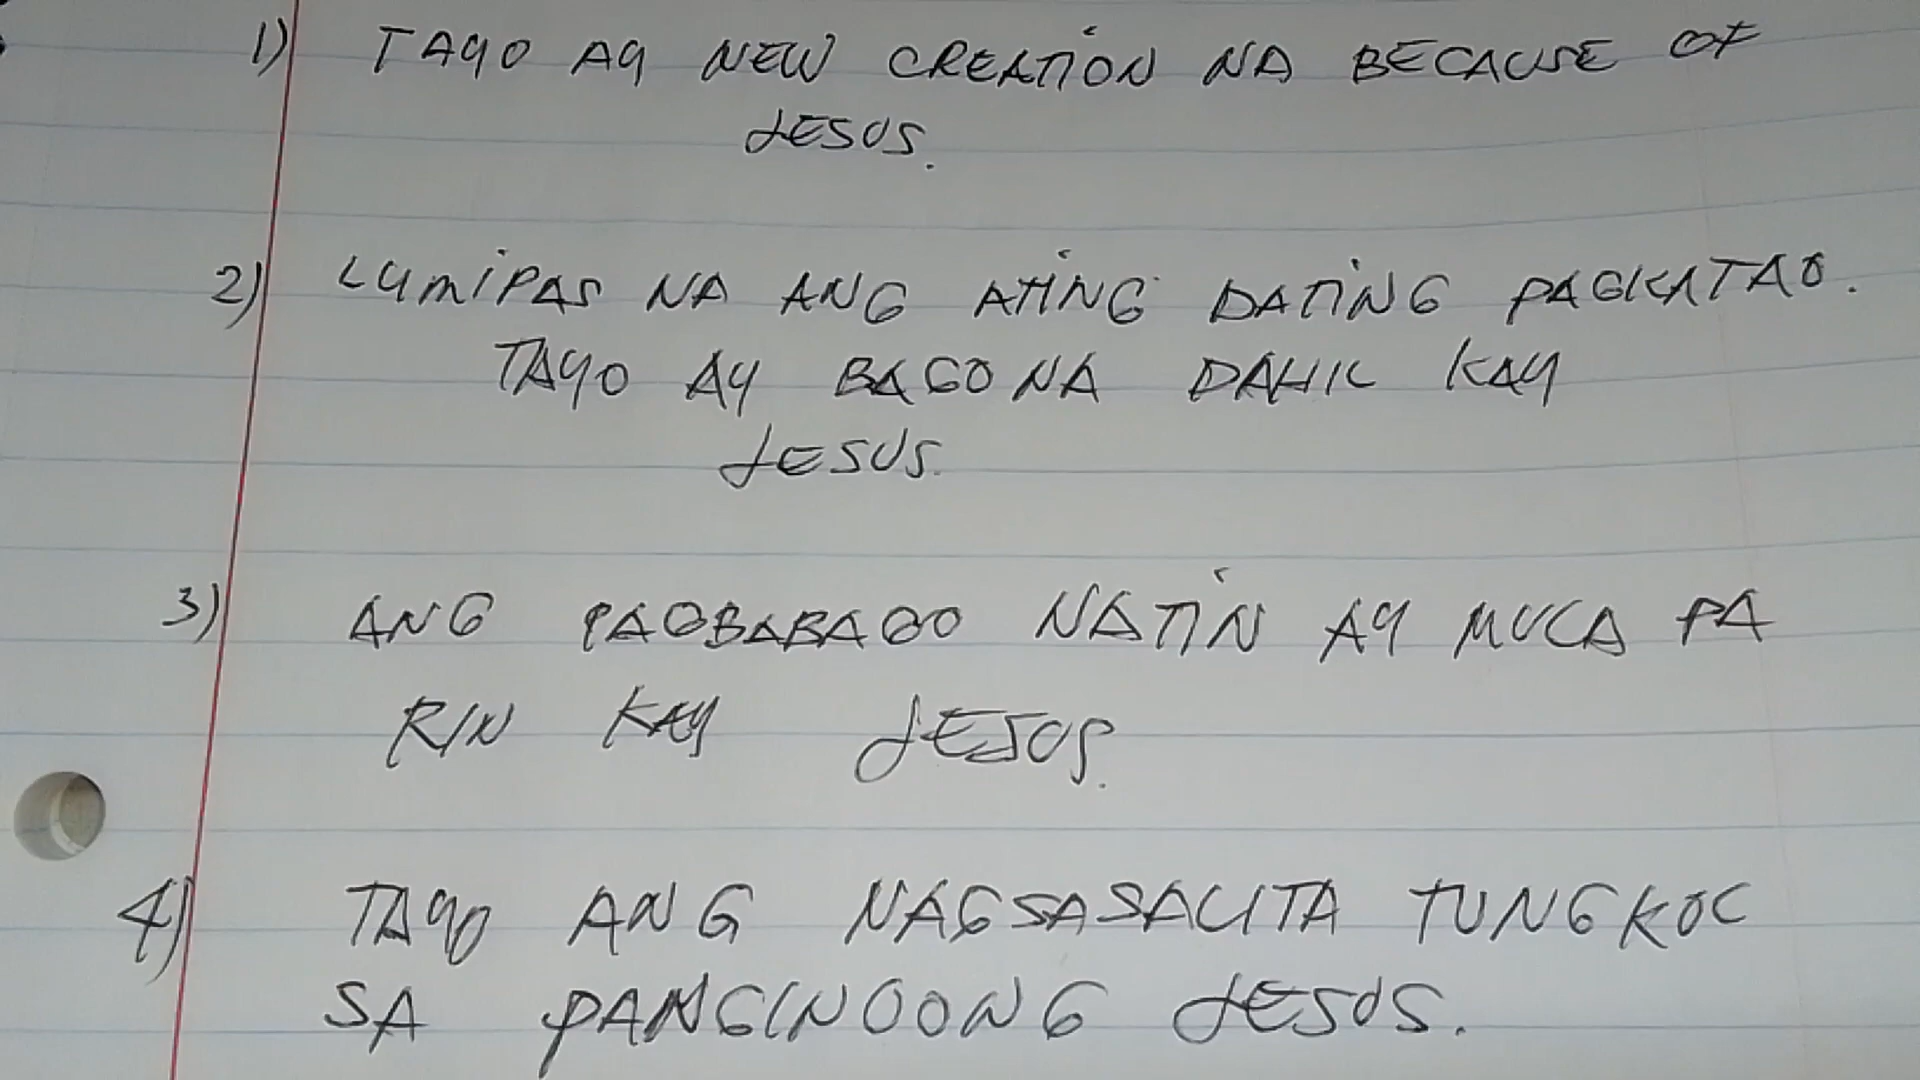 1) TAYO AY NEW CREATION NA BECAUSE OF
JESUS.
2) LUMIPAS NA ANG ATING DATING PAGKATAO.
TAYO AY BAGO NA DAHIL KAY
JESUS.
3) ANG PAGBABAGO NATIN AY MULA PA
RIN KAY JESUS.
4) TAYO ANG NAGSASALITA TUNGKOL
SA PANGINOONG JESUS.